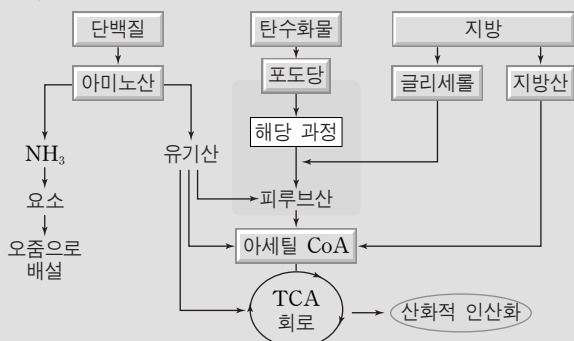 단백질
탄수화물
지방
아미노산
포도당
글리세롤
지방산
해당 과정
NH₃
유기산
요소
피루브산
오줌으로
배설
아세틸 CoA
TCA
회로
산화적 인산화